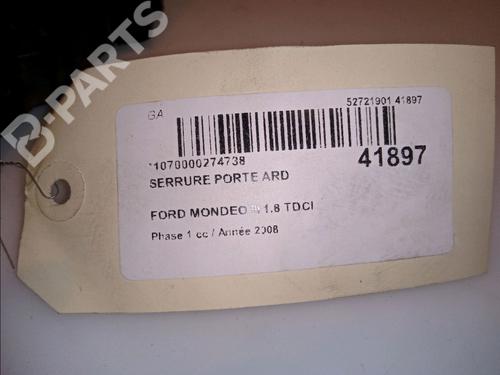 B-PARTS
GA
52721901 41897
*1070000274738
41897
SERRURE PORTE ARD
FORD MONDEO 1.8 TDCI
Phase 1 cc / Année 2008